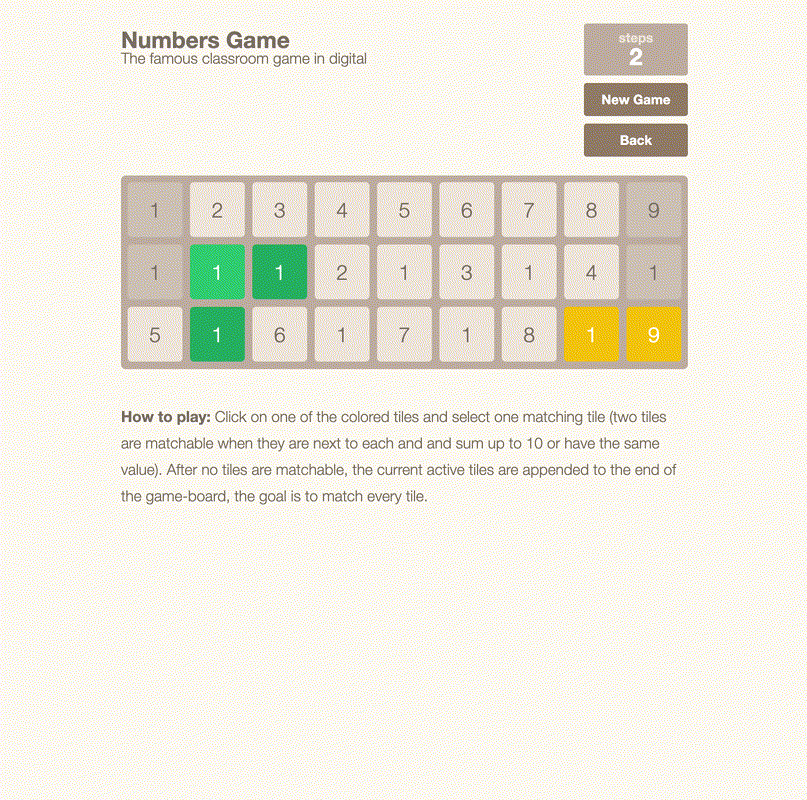 Numbers Game
The famous classroom game in digital
steps
2
New Game
Back
1 2 3 4 5 6 7 8 9
1 1 1 2 1 3 1 4 1
5 1 6 1 7 1 8 1 9
How to play: Click on one of the colored tiles and select one matching tile (two tiles
are matchable when they are next to each and and sum up to 10 or have the same
value). After no tiles are matchable, the current active tiles are appended to the end of
the game-board, the goal is to match every tile.